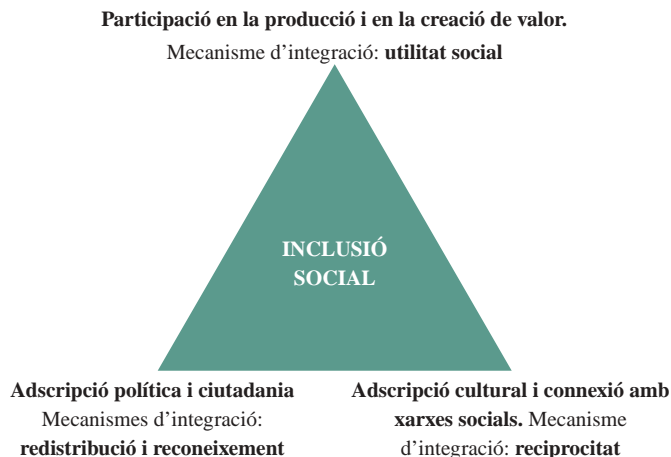 Participació en la producció i en la creació de valor.
Mecanisme d’integració: utilitat social
INCLUSIÓ
SOCIAL
Adscripció política i ciutadania
Mecanismes d’integració:
redistribució i reconeixement
Adscripció cultural i connexió amb
xarxes socials. Mecanisme
d’integració: reciprocitat